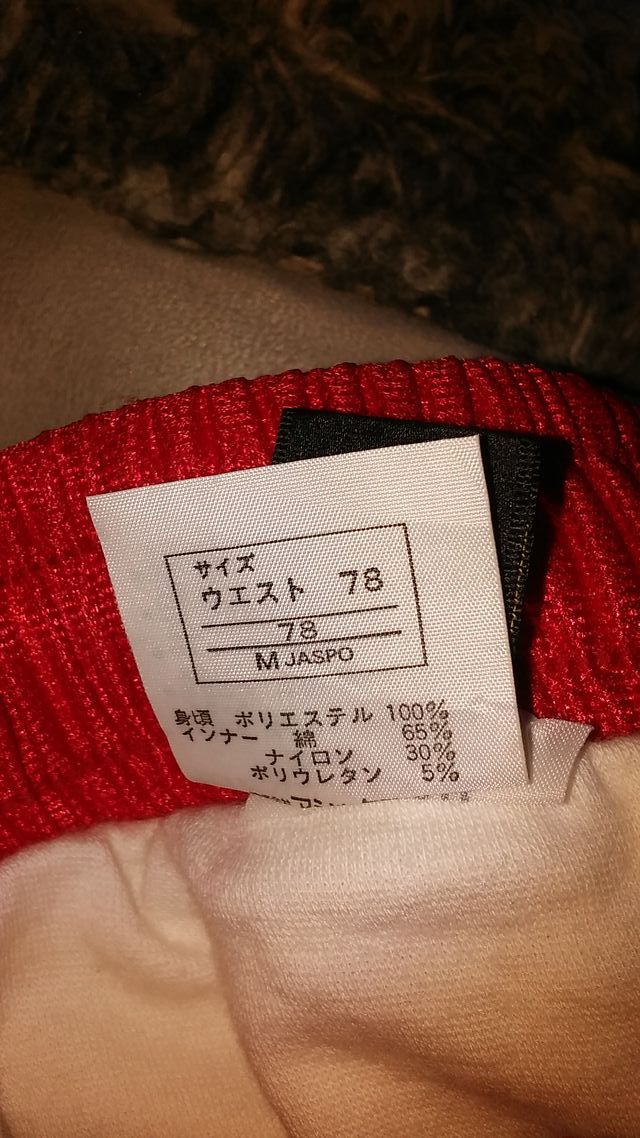 サイズ
ウエスト 78
78
M JASPO
身頃 ポリエステル 100%
インナー 綿 65%
ナイロン 30%
ポリウレタン 5%